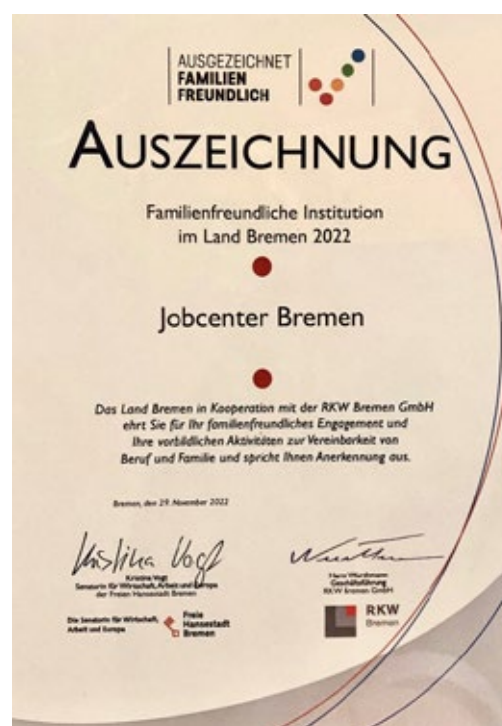 AUSGEZEICHNET
FAMILIEN
FREUNDLICH
AUSZEICHNUNG
Familienfreundliche Institution
im Land Bremen 2022
Jobcenter Bremen
Das Land Bremen in Kooperation mit der RKW Bremen GmbH
ehrt Sie für Ihr familienfreundliches Engagement und
Ihre vorbildlichen Aktivitäten zur Vereinbarkeit von
Beruf und Familie und spricht Ihnen Anerkennung aus.
Bremen, den 29. November 2022
Kristina Vogt
Kristina Vogt
Senatorin für Wirtschaft, Arbeit und Europa
der Freien Hansestadt Bremen
Die Senatorin für Wirtschaft,
Arbeit und Europa
Freie
Hansestadt
Bremen
Geschäftsführung
RKW Bremen GmbH
RKW
Bremen